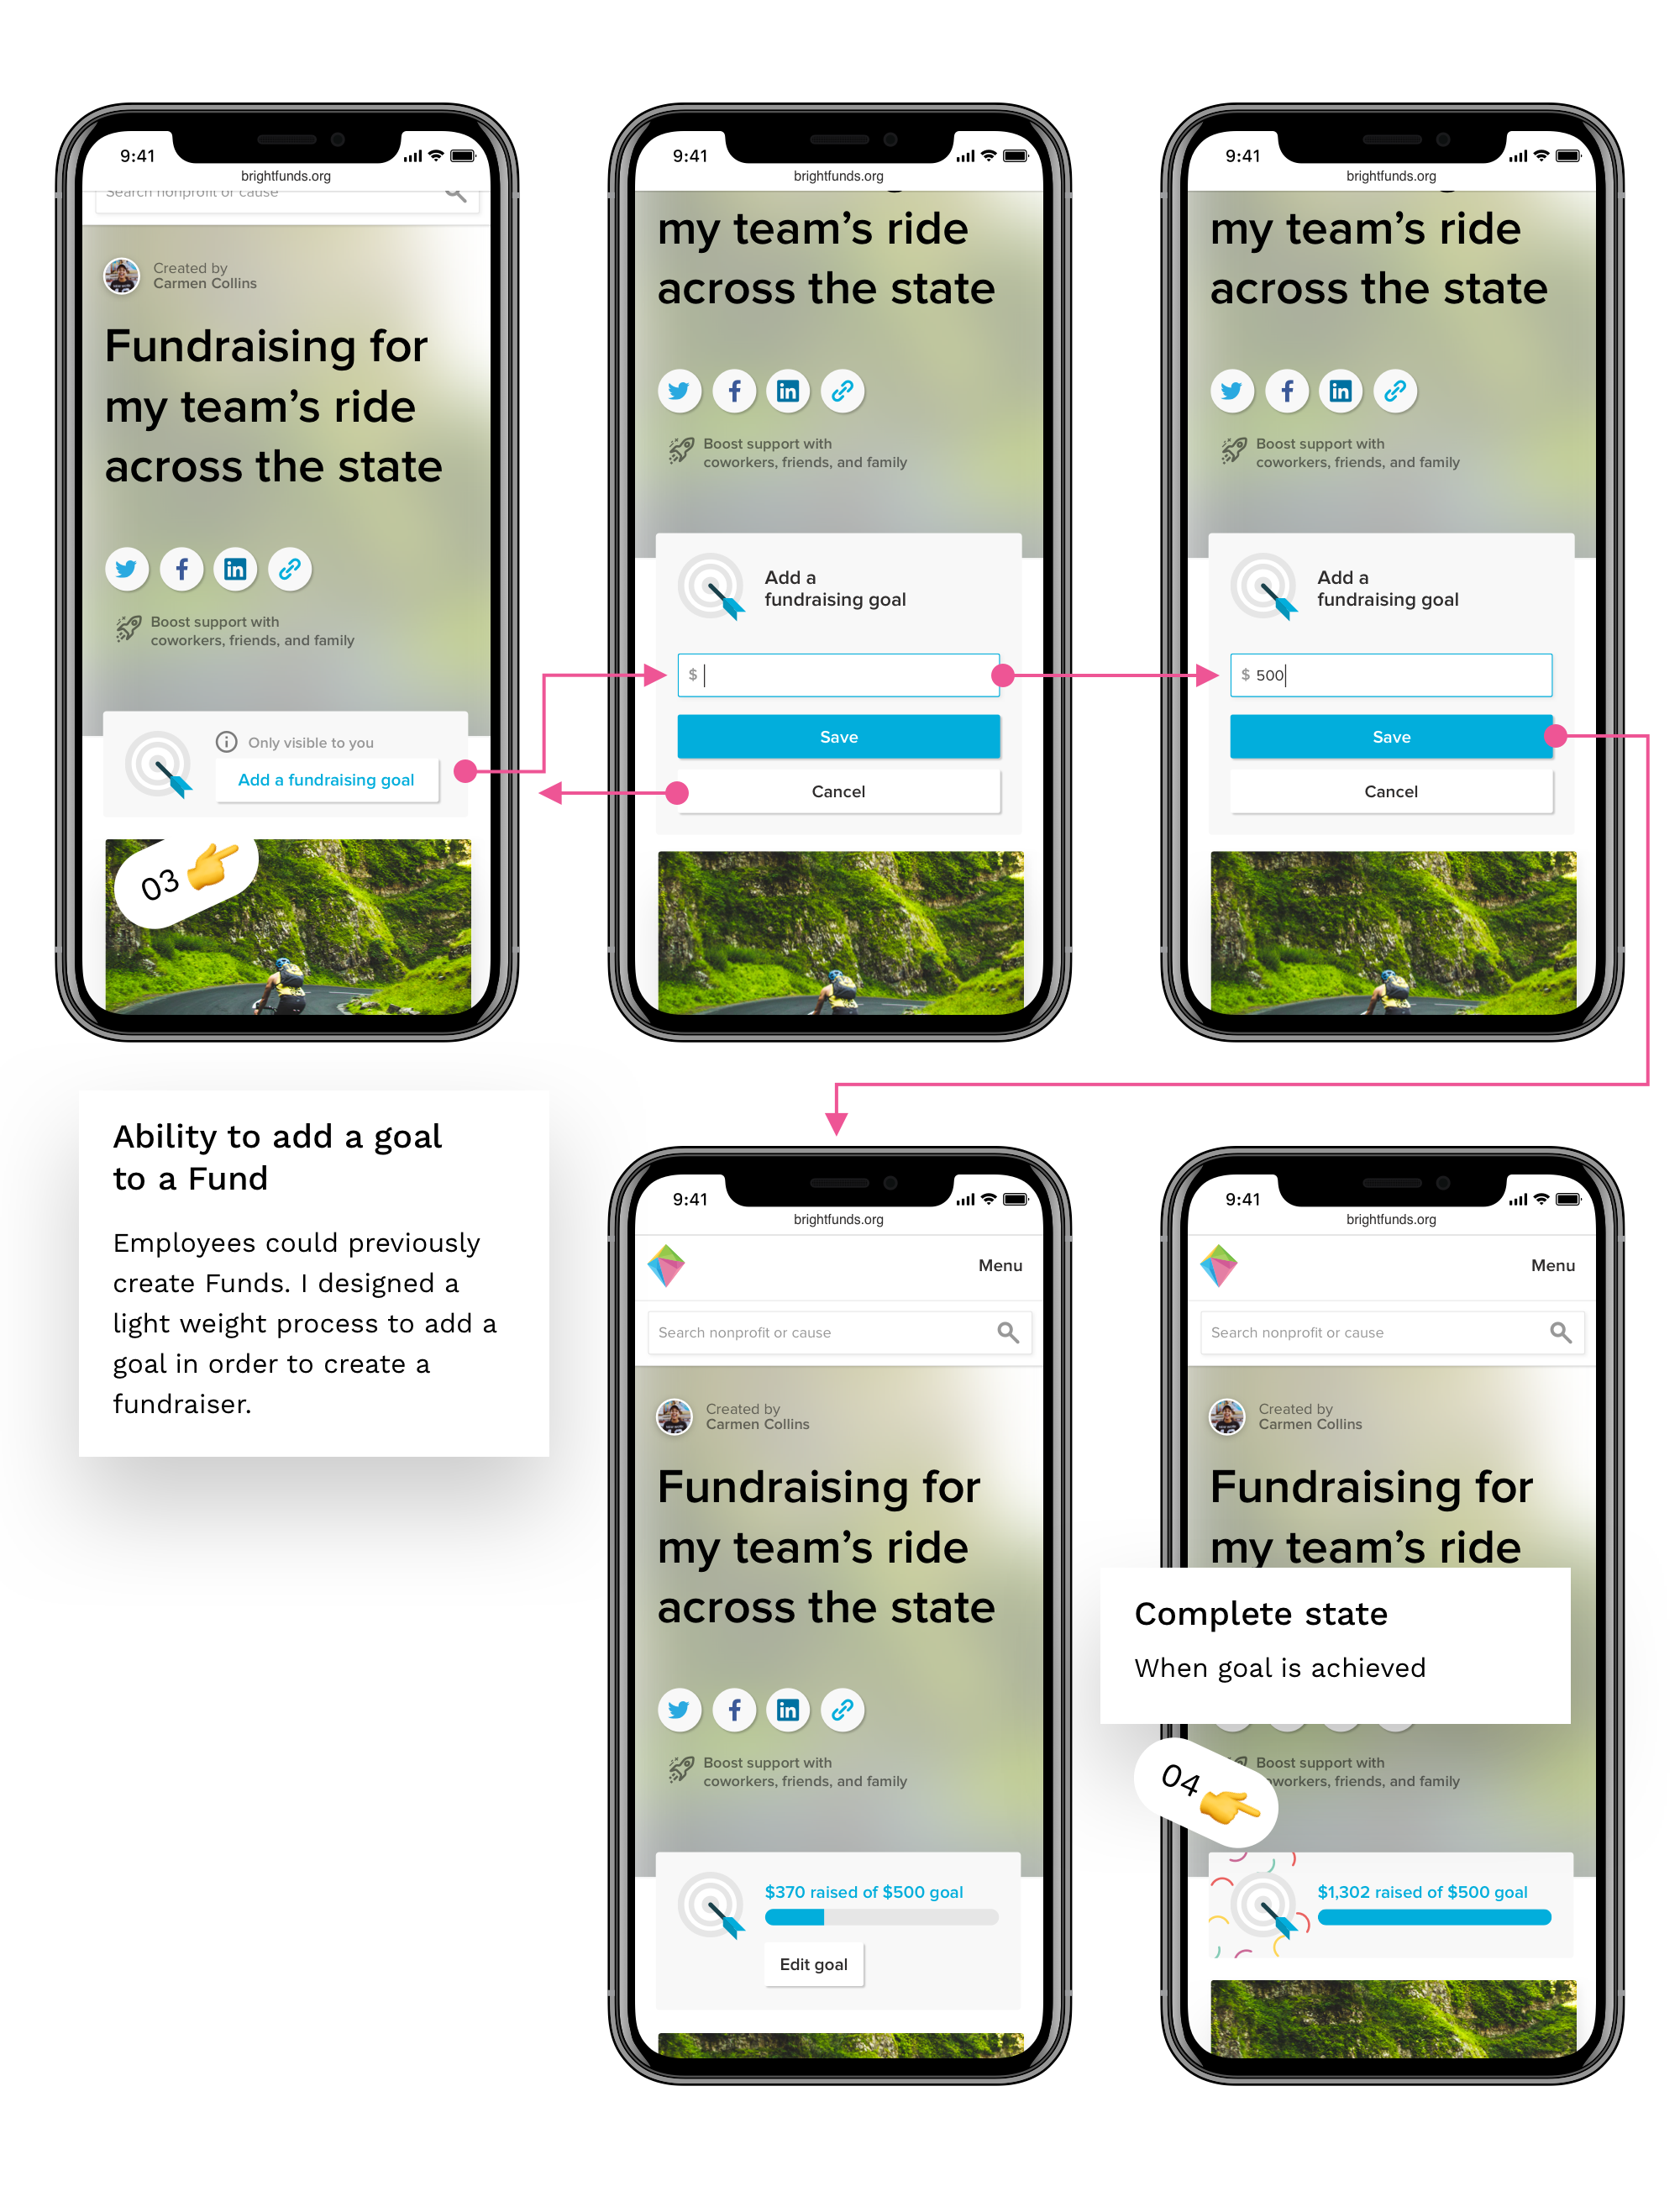 9:41
brightfunds.org
Search nonprofit or cause
Created by
Carmen Collins
Fundraising for
my team’s ride
across the state
Boost support with
coworkers, friends, and family
Only visible to you
Add a fundraising goal
03
9:41
brightfunds.org
my team’s ride
across the state
Boost support with
coworkers, friends, and family
Add a
fundraising goal
$
Save
Cancel
9:41
brightfunds.org
my team’s ride
across the state
Boost support with
coworkers, friends, and family
Add a
fundraising goal
$ 500
Save
Cancel
Ability to add a goal
to a Fund
Employees could previously
create Funds. I designed a
light weight process to add a
goal in order to create a
fundraiser.
9:41
brightfunds.org
Menu
Search nonprofit or cause
Created by
Carmen Collins
Fundraising for
my team’s ride
across the state
Boost support with
coworkers, friends, and family
$370 raised of $500 goal
Edit goal
9:41
brightfunds.org
Menu
Search nonprofit or cause
Created by
Carmen Collins
Fundraising for
my team’s ride
Complete state
When goal is achieved
04
Boost support with
coworkers, friends, and family
$1,302 raised of $500 goal